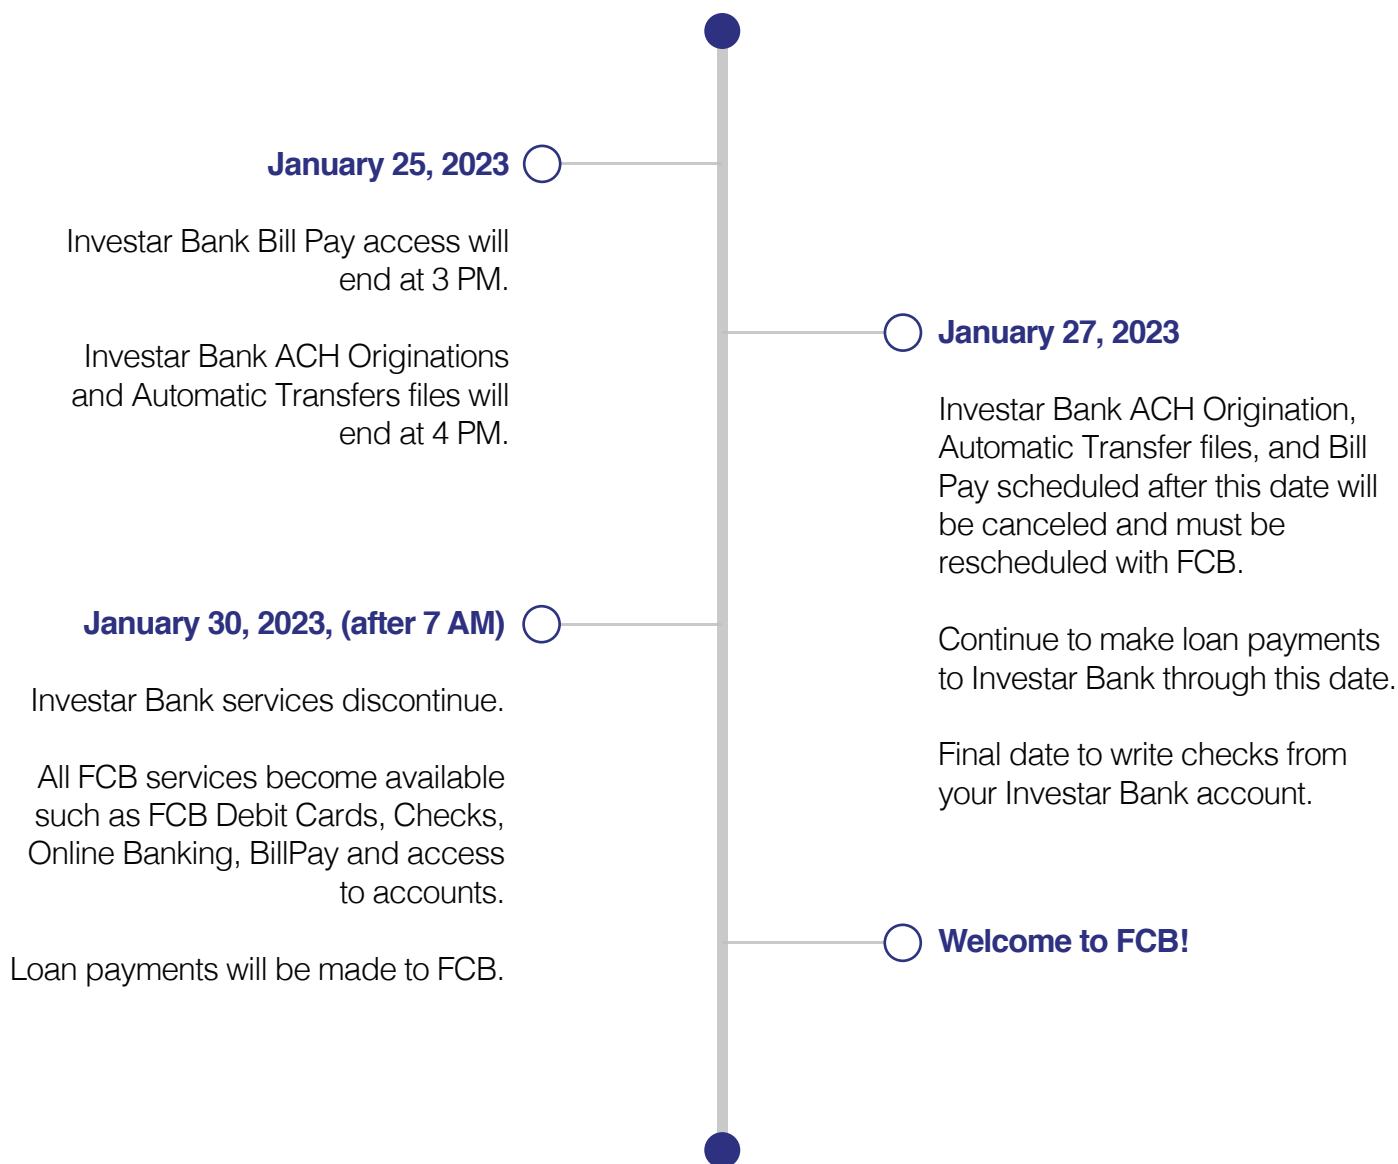 January 25, 2023
Investar Bank Bill Pay access will
end at 3 PM.
Investar Bank ACH Originations
and Automatic Transfers files will
end at 4 PM.
January 27, 2023
Investar Bank ACH Origination,
Automatic Transfer files, and Bill
Pay scheduled after this date will
be canceled and must be
rescheduled with FCB.
Continue to make loan payments
to Investar Bank through this date.
Final date to write checks from
your Investar Bank account.
January 30, 2023, (after 7 AM)
Investar Bank services discontinue.
All FCB services become available
such as FCB Debit Cards, Checks,
Online Banking, BillPay and access
to accounts.
Loan payments will be made to FCB.
Welcome to FCB!